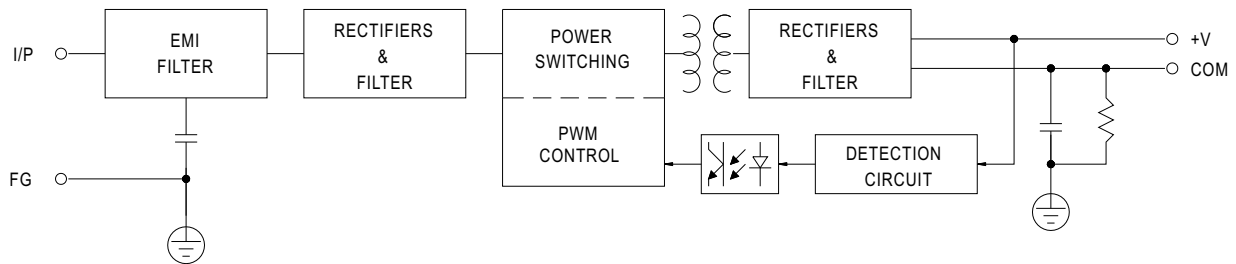 I/P
EMI
FILTER
RECTIFIERS
&
FILTER
POWER
SWITCHING
PWM
CONTROL
RECTIFIERS
&
FILTER
+V
COM
DETECTION
CIRCUIT
FG